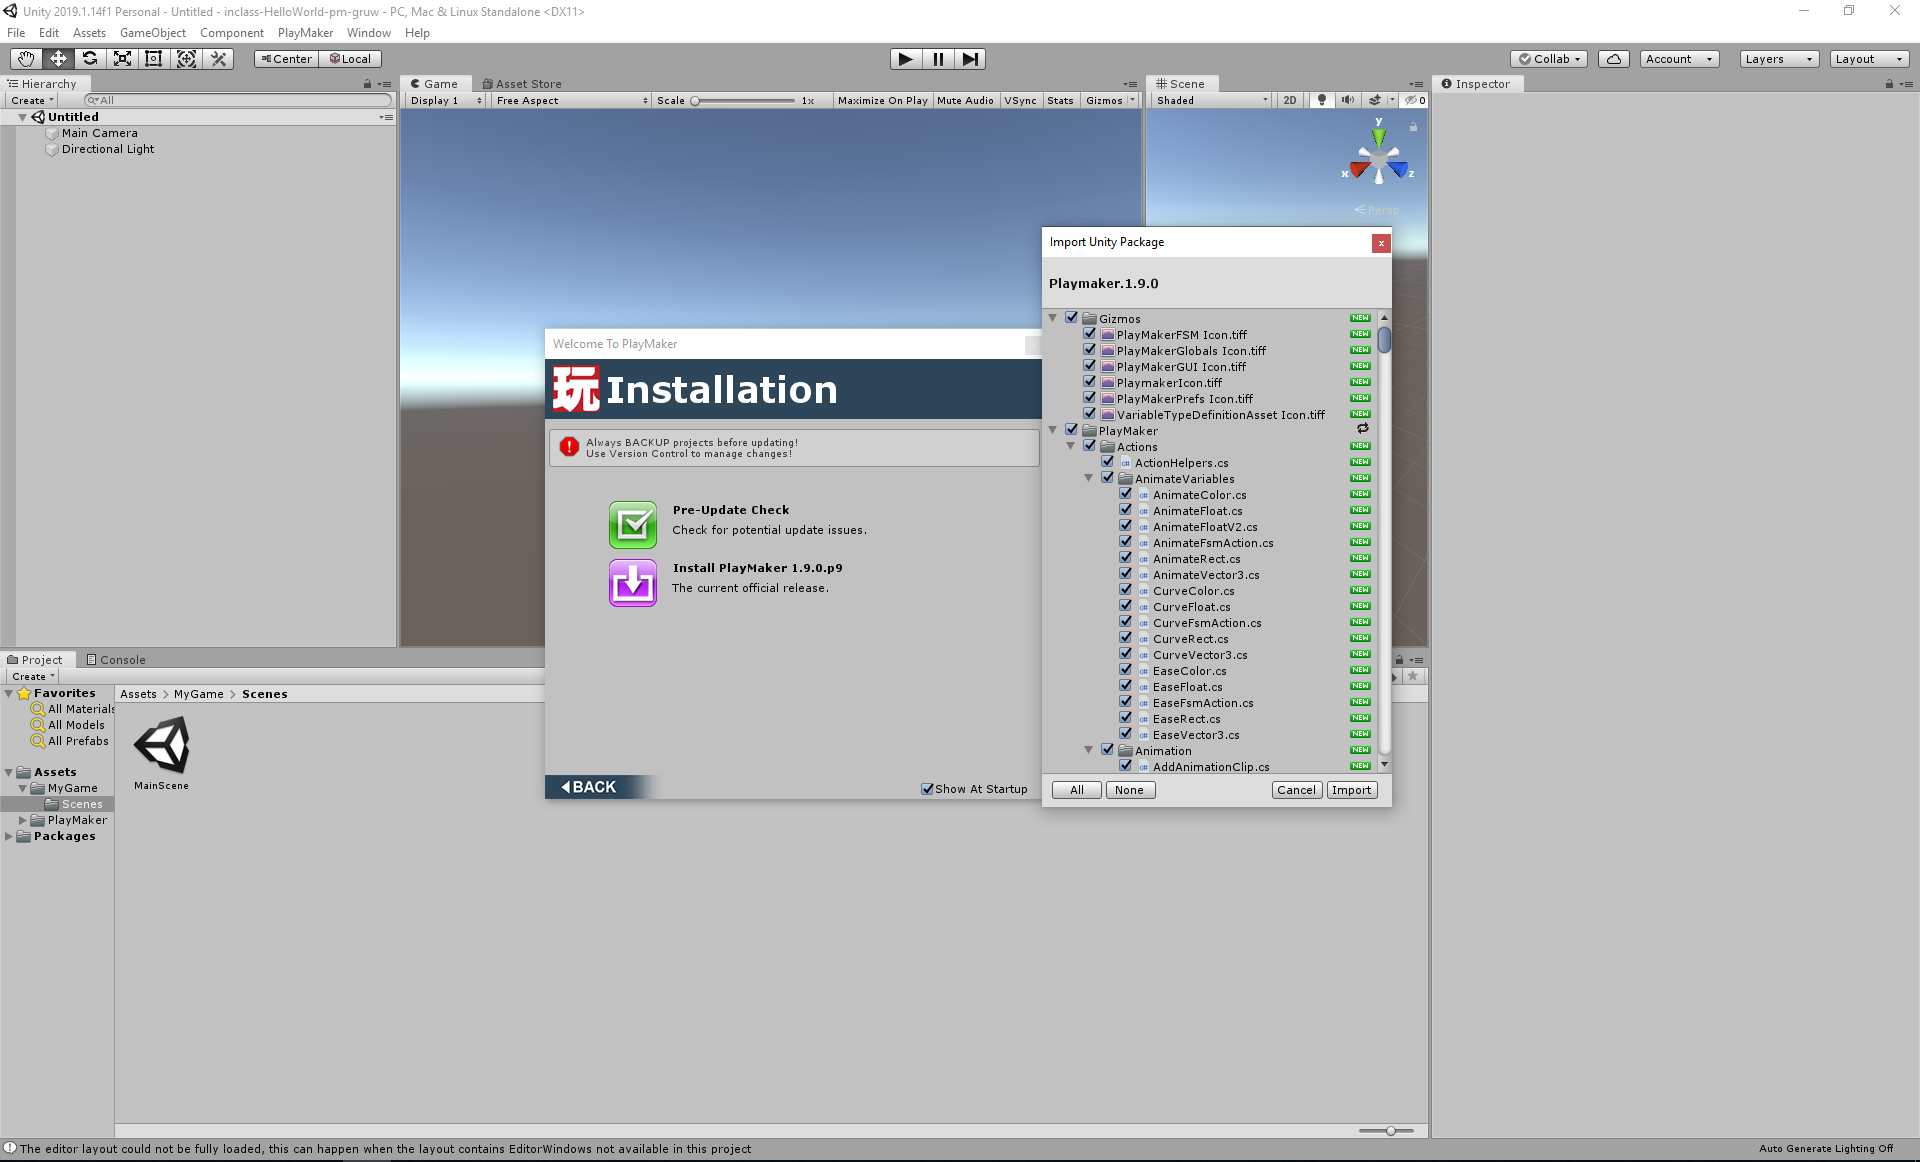 Unity 2019.1.14f1 Personal - Untitled - inclass-HelloWorld-pm-gruw - PC, Mac & Linux Standalone <DX11>
File Edit Assets GameObject Component PlayMaker Window Help
Center Local
Collab Account Layers Layout
Hierarchy
Create All
Untitled
Main Camera
Directional Light
Game Asset Store
Display 1 Free Aspect Scale 1x Maximize On Play Mute Audio VSync Stats Gizmos
Scene
Shaded 2D 0
y
x z
Persp
Inspector
Welcome To PlayMaker
玩 Installation
Always BACKUP projects before updating!
Use Version Control to manage changes!
Pre-Update Check
Check for potential update issues.
Install PlayMaker 1.9.0.p9
The current official release.
BACK
Show At Startup
Import Unity Package
x
Playmaker.1.9.0
Gizmos NEW
PlayMakerFSM Icon.tiff NEW
PlayMakerGlobals Icon.tiff NEW
PlayMakerGUI Icon.tiff NEW
PlaymakerIcon.tiff NEW
PlayMakerPrefs Icon.tiff NEW
VariableTypeDefinitionAsset Icon.tiff NEW
PlayMaker
Actions NEW
c# ActionHelpers.cs NEW
AnimateVariables NEW
c# AnimateColor.cs NEW
c# AnimateFloat.cs NEW
c# AnimateFloatV2.cs NEW
c# AnimateFsmAction.cs NEW
c# AnimateRect.cs NEW
c# AnimateVector3.cs NEW
c# CurveColor.cs NEW
c# CurveFloat.cs NEW
c# CurveFsmAction.cs NEW
c# CurveRect.cs NEW
c# CurveVector3.cs NEW
c# EaseColor.cs NEW
c# EaseFloat.cs NEW
c# EaseFsmAction.cs NEW
c# EaseRect.cs NEW
c# EaseVector3.cs NEW
Animation NEW
c# AddAnimationClip.cs NEW
All None Cancel Import
Project Console
Create
Favorites
All Materials
All Models
All Prefabs
Assets
MyGame
Scenes
PlayMaker
Packages
Assets > MyGame > Scenes
MainScene
The editor layout could not be fully loaded, this can happen when the layout contains EditorWindows not available in this project
Auto Generate Lighting Off